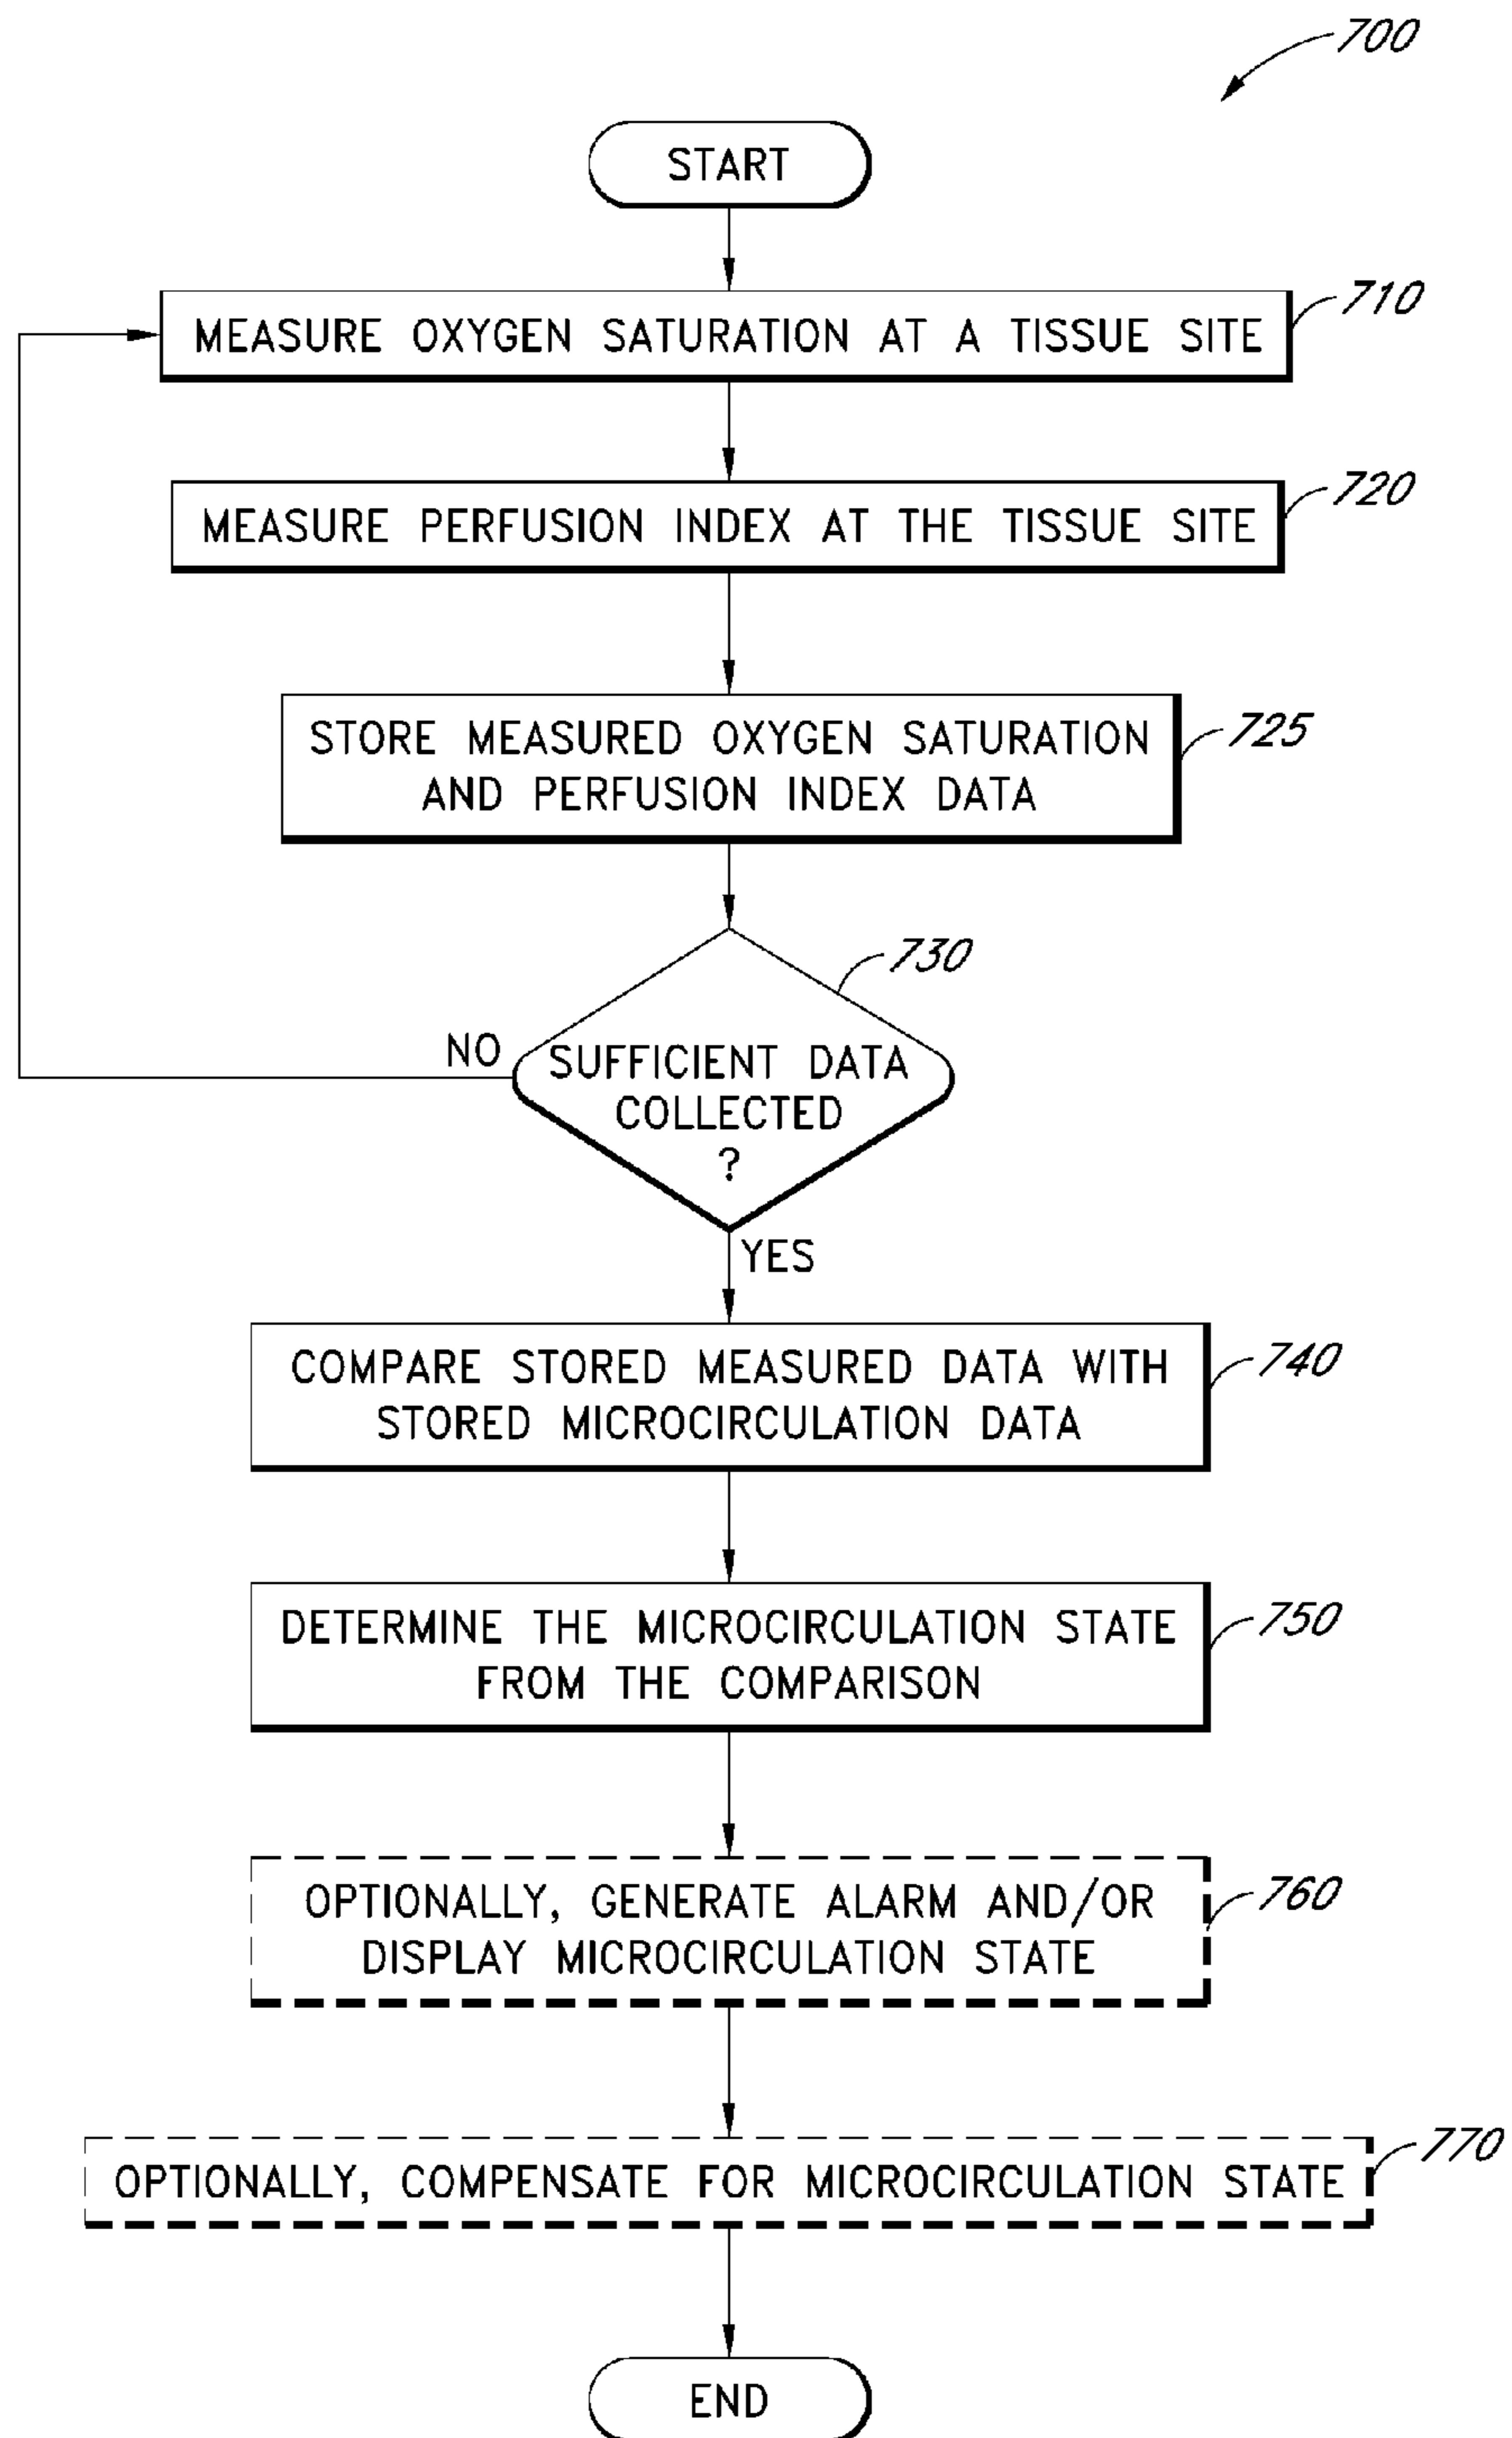 700
START
MEASURE OXYGEN SATURATION AT A TISSUE SITE
710
MEASURE PERFUSION INDEX AT THE TISSUE SITE
720
STORE MEASURED OXYGEN SATURATION
AND PERFUSION INDEX DATA
725
730
NO
SUFFICIENT DATA
COLLECTED
?
YES
COMPARE STORED MEASURED DATA WITH
STORED MICROCIRCULATION DATA
740
DETERMINE THE MICROCIRCULATION STATE
FROM THE COMPARISON
750
OPTIONALLY, GENERATE ALARM AND/OR
DISPLAY MICROCIRCULATION STATE
760
OPTIONALLY, COMPENSATE FOR MICROCIRCULATION STATE
770
END